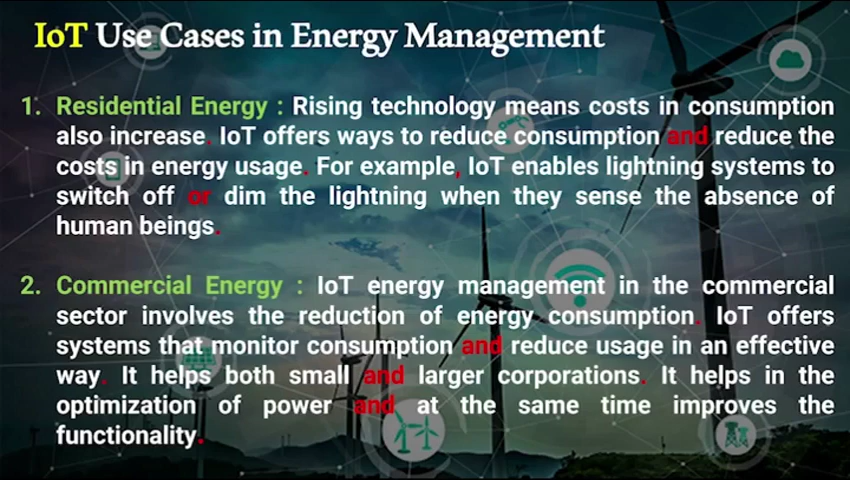 IoT Use Cases in Energy Management
1. Residential Energy : Rising technology means costs in consumption
also increase. IoT offers ways to reduce consumption and reduce the
costs in energy usage. For example, IoT enables lightning systems to
switch off or dim the lightning when they sense the absence of
human beings.
2. Commercial Energy : IoT energy management in the commercial
sector involves the reduction of energy consumption. IoT offers
systems that monitor consumption and reduce usage in an effective
way. It helps both small and larger corporations. It helps in the
optimization of power and at the same time improves the
functionality.